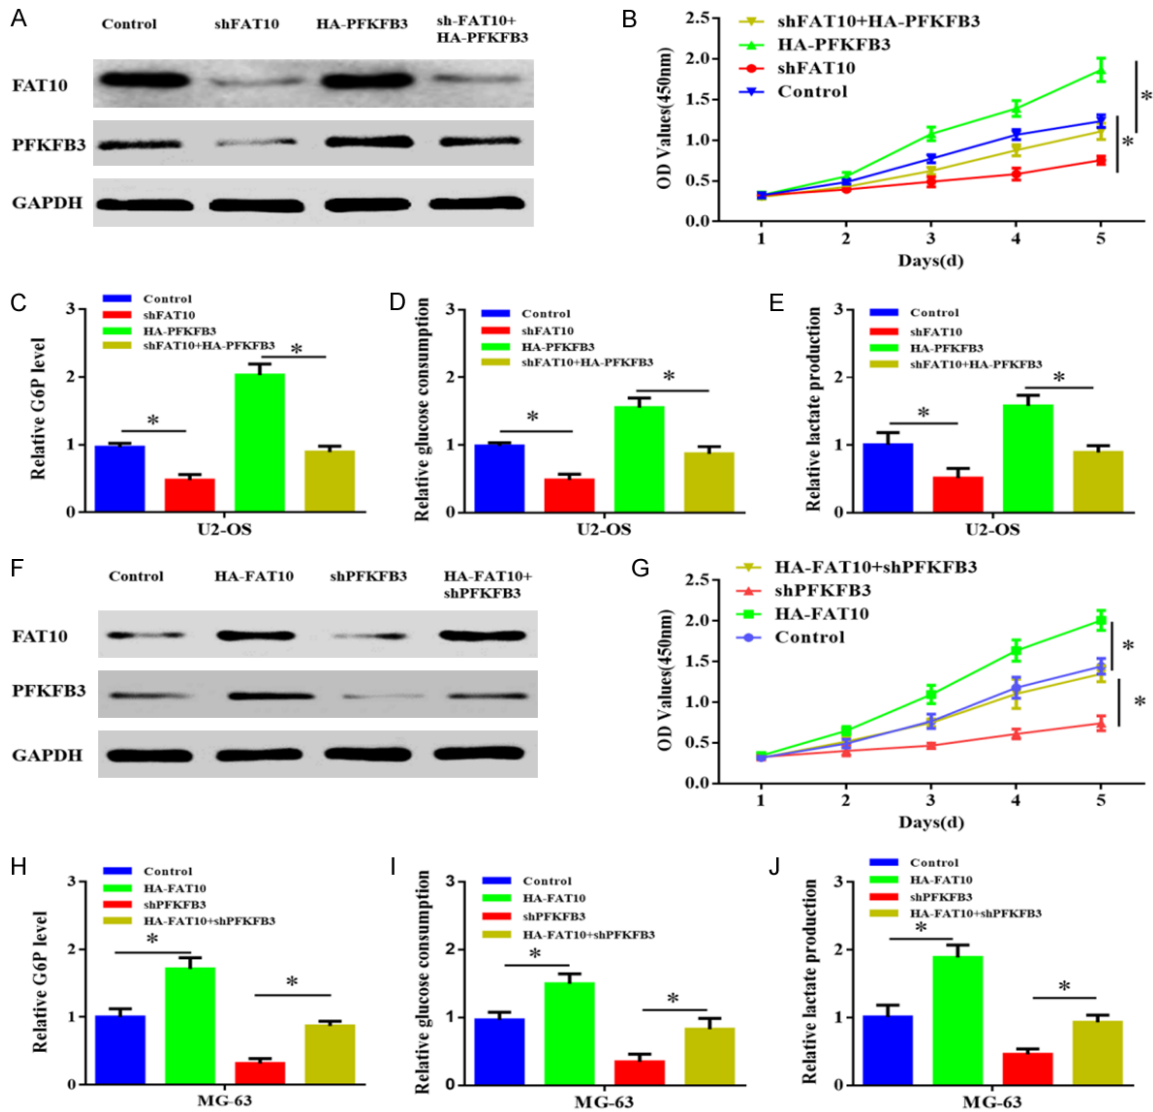 A
Control shFAT10 HA-PFKFB3 sh-FAT10+
HA-PFKFB3
FAT10
PFKFB3
GAPDH
B
shFAT10+HA-PFKFB3
HA-PFKFB3
shFAT10
Control
OD Values(450nm)
2.5
2.0
1.5
1.0
0.5
0.0
*
*
1 2 3 4 5
Days(d)
C
Control
shFAT10
HA-PFKFB3
shFAT10+HA-PFKFB3
Relative G6P level
3
2
1
0
*
*
U2-OS
D
Control
shFAT10
HA-PFKFB3
shFAT10+HA-PFKFB3
Relative glucose consumption
3
2
1
0
*
*
U2-OS
E
Control
shFAT10
HA-PFKFB3
shFAT10+HA-PFKFB3
Relative lactate production
3
2
1
0
*
*
U2-OS
F
Control HA-FAT10 shPFKFB3 HA-FAT10+
shPFKFB3
FAT10
PFKFB3
GAPDH
G
HA-FAT10+shPFKFB3
shPFKFB3
HA-FAT10
Control
OD Values(450nm)
2.5
2.0
1.5
1.0
0.5
0.0
*
*
1 2 3 4 5
Days(d)
H
Control
HA-FAT10
shPFKFB3
HA-FAT10+shPFKFB3
Relative G6P level
3
2
1
0
*
*
MG-63
I
Control
HA-FAT10
shPFKFB3
HA-FAT10+shPFKFB3
Relative glucose consumption
3
2
1
0
*
*
MG-63
J
Control
HA-FAT10
shPFKFB3
HA-FAT10+shPFKFB3
Relative lactate production
3
2
1
0
*
*
MG-63